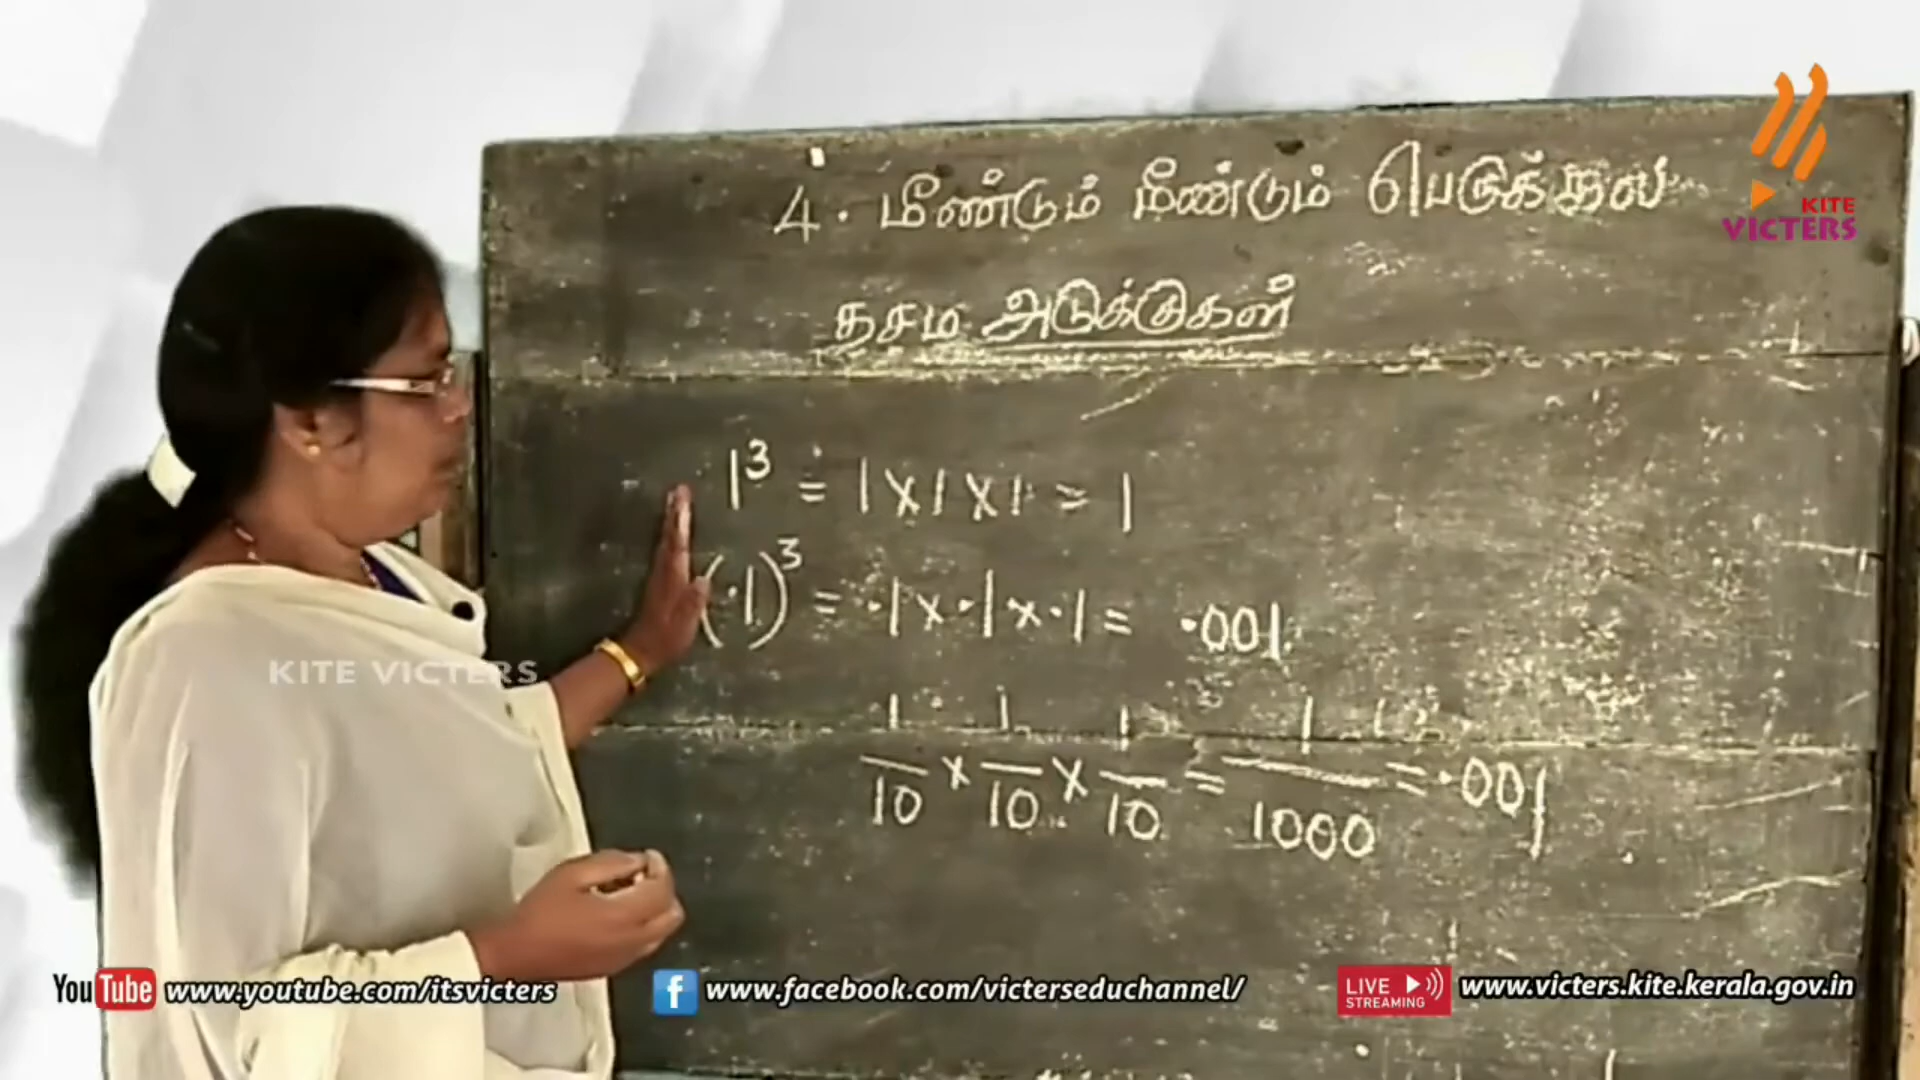 4. மீண்டும் மீண்டும் பெருக்கல்
தசம அடுக்குகள்
KITE
VICTERS
1³ = 1 x 1 x 1 = 1
(.1)³ = .1 x .1 x .1 = .001
KITE VICTERS
1/10 x 1/10 x 1/10 = 1/1000 = .001
YouTube www.youtube.com/itsvicters
f www.facebook.com/victerseduchannel/
LIVE STREAMING www.victers.kite.kerala.gov.in